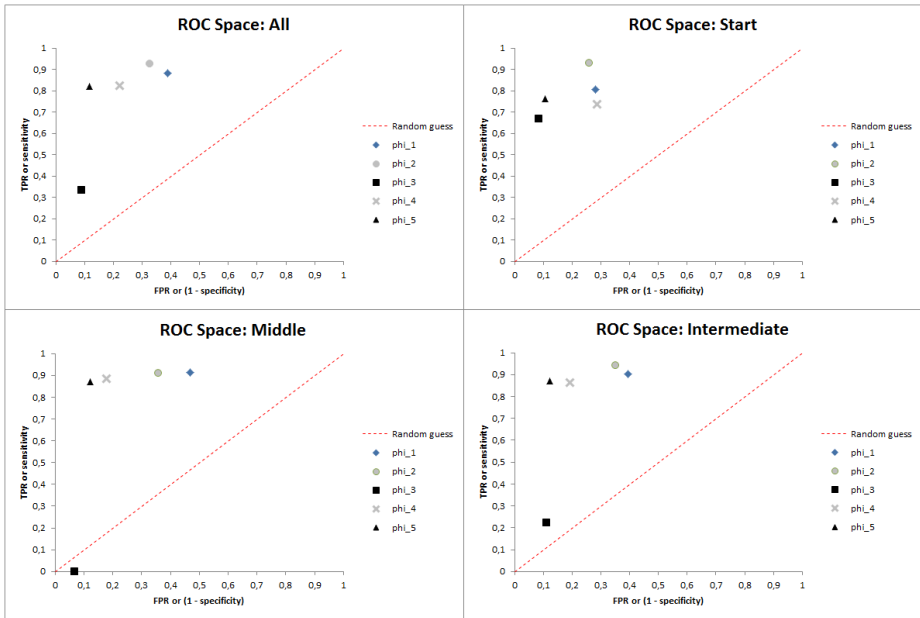 ROC Space: All
TPR or sensitivity
1
0,9
0,8
0,7
0,6
0,5
0,4
0,3
0,2
0,1
0
0 0,1 0,2 0,3 0,4 0,5 0,6 0,7 0,8 0,9 1
FPR or (1 - specificity)
Random guess
phi_1
phi_2
phi_3
phi_4
phi_5
ROC Space: Start
TPR or sensitivity
1
0,9
0,8
0,7
0,6
0,5
0,4
0,3
0,2
0,1
0
0 0,1 0,2 0,3 0,4 0,5 0,6 0,7 0,8 0,9 1
FPR or (1 - specificity)
Random guess
phi_1
phi_2
phi_3
phi_4
phi_5
ROC Space: Middle
TPR or sensitivity
1
0,9
0,8
0,7
0,6
0,5
0,4
0,3
0,2
0,1
0
0 0,1 0,2 0,3 0,4 0,5 0,6 0,7 0,8 0,9 1
FPR or (1 - specificity)
Random guess
phi_1
phi_2
phi_3
phi_4
phi_5
ROC Space: Intermediate
TPR or sensitivity
1
0,9
0,8
0,7
0,6
0,5
0,4
0,3
0,2
0,1
0
0 0,1 0,2 0,3 0,4 0,5 0,6 0,7 0,8 0,9 1
FPR or (1 - specificity)
Random guess
phi_1
phi_2
phi_3
phi_4
phi_5